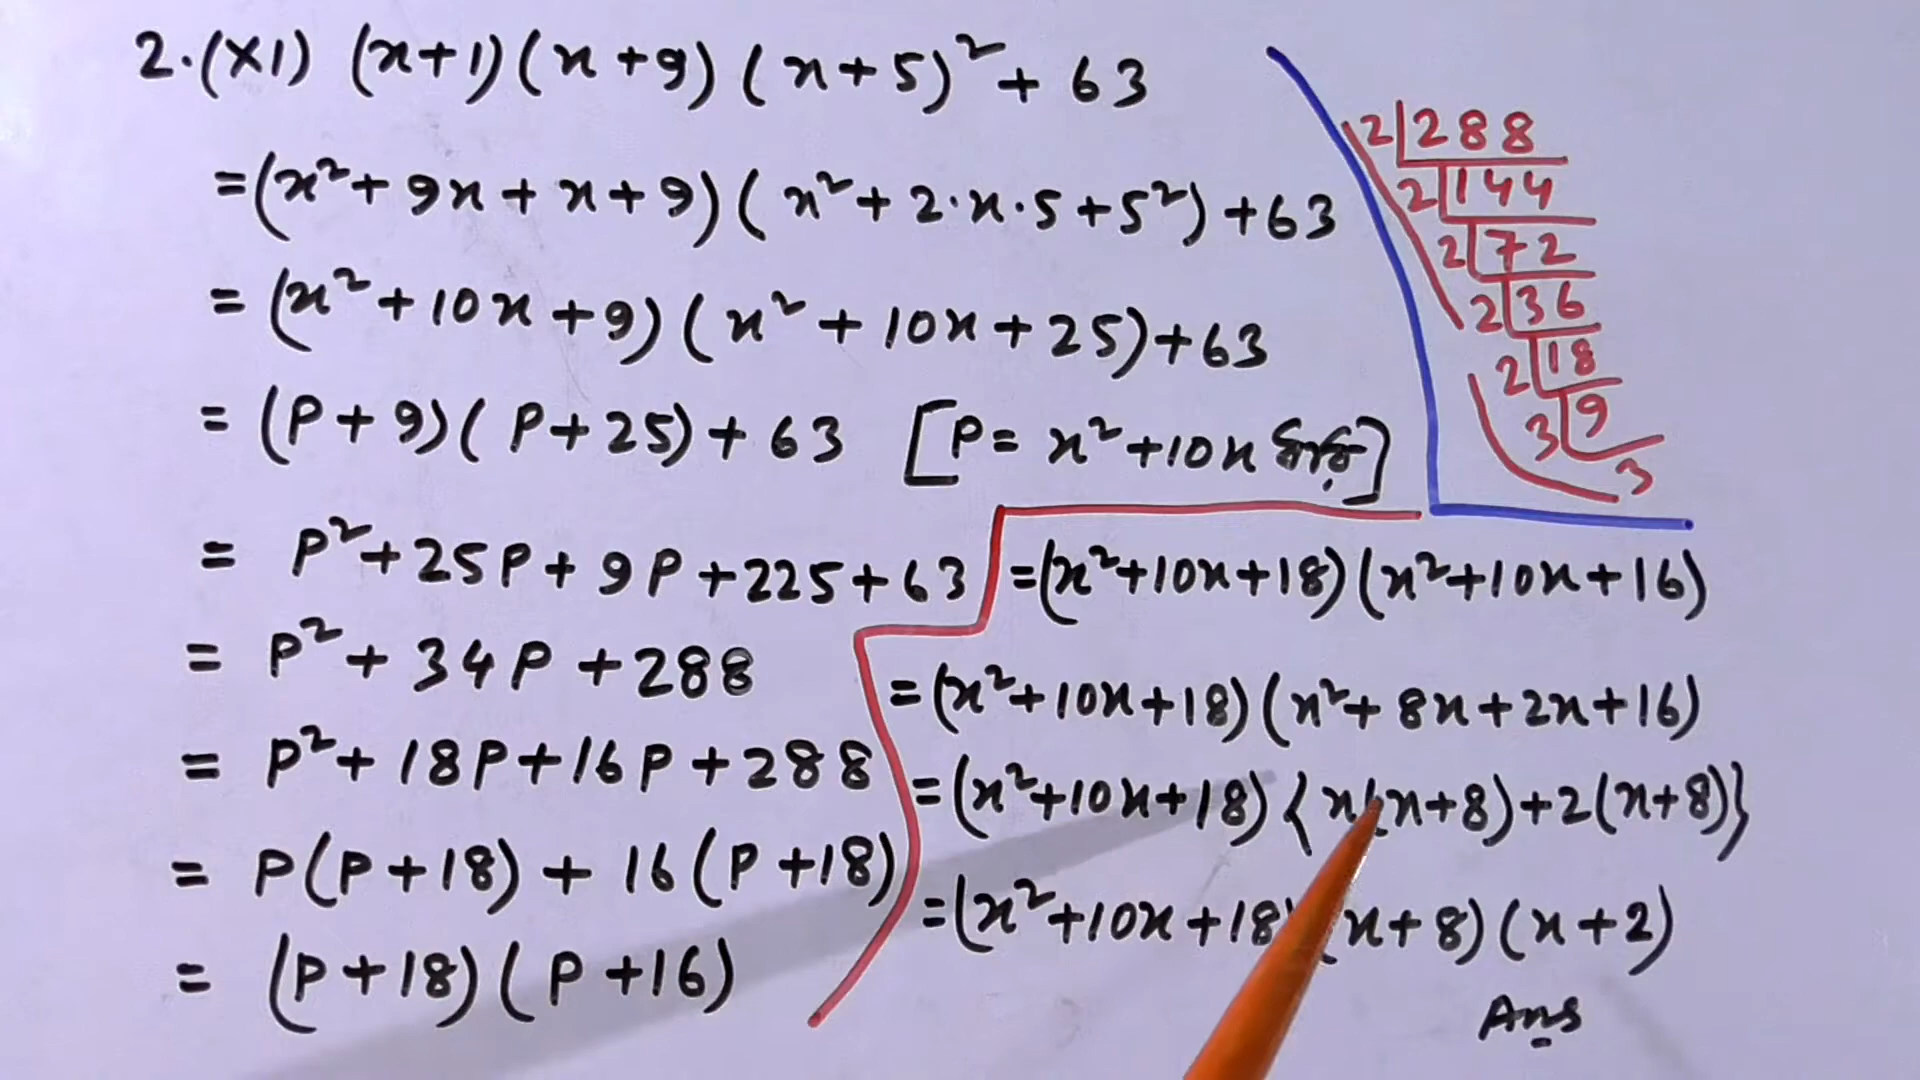 2.(XI) (x+1)(x+9)(x+5)²+63
=(x²+9x+x+9)(x²+2·x·5+5²)+63
=(x²+10x+9)(x²+10x+25)+63
=(P+9)(P+25)+63 [P=x²+10x ধরে]
= P²+25P+9P+225+63
= P²+34P+288
= P²+18P+16P+288
= P(P+18)+16(P+18)
= (P+18)(P+16)
=(x²+10x+18)(x²+10x+16)
=(x²+10x+18)(x²+8x+2x+16)
=(x²+10x+18){x(x+8)+2(x+8)}
=(x²+10x+18)(x+8)(x+2)
Ans
2|288
2|144
2|72
2|36
2|18
3|9
3